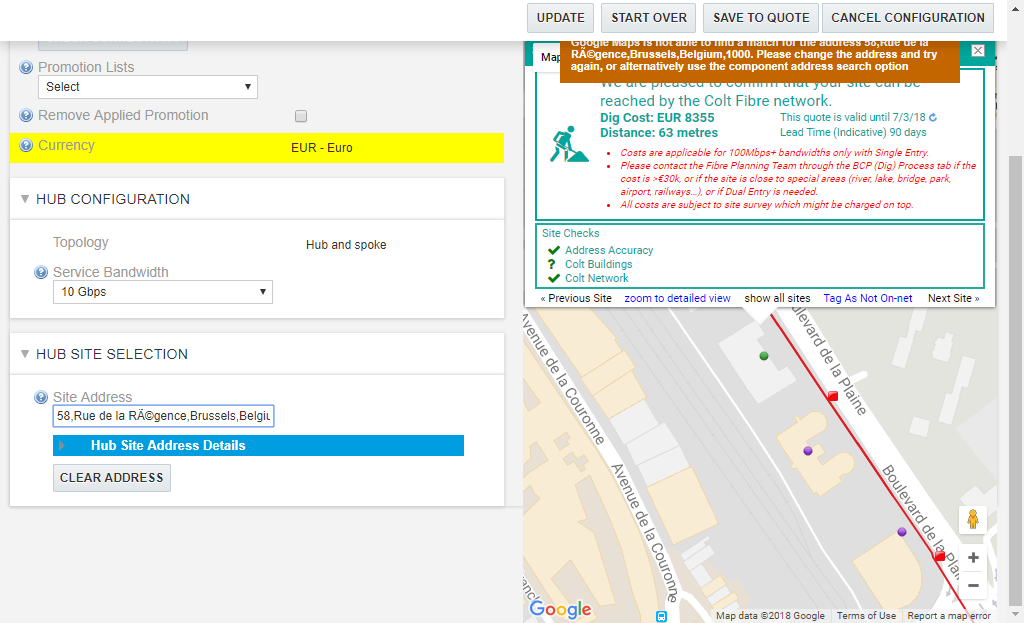 UPDATE
START OVER
SAVE TO QUOTE
CANCEL CONFIGURATION
Promotion Lists
Select
Remove Applied Promotion
Currency
EUR - Euro
HUB CONFIGURATION
Topology
Hub and spoke
Service Bandwidth
10 Gbps
HUB SITE SELECTION
Site Address
58,Rue de la RÃ©gence,Brussels,Belgiu
Hub Site Address Details
CLEAR ADDRESS
Map
Google Maps is not able to find a match for the address 58,Rue de la
RÃ©gence,Brussels,Belgium,1000. Please change the address and try
again, or alternatively use the component address search option
We are pleased to confirm that your site can be
reached by the Colt Fibre network.
Dig Cost: EUR 8355
This quote is valid until 7/3/18
Distance: 63 metres
Lead Time (Indicative) 90 days
• Costs are applicable for 100Mbps+ bandwidths only with Single Entry.
• Please contact the Fibre Planning Team through the BCP (Dig) Process tab if the
cost is >€30k, or if the site is close to special areas (river, lake, bridge, park,
airport, railways...), or if Dual Entry is needed.
• All costs are subject to site survey which might be charged on top.
Site Checks
Address Accuracy
? Colt Buildings
Colt Network
« Previous Site
zoom to detailed view
show all sites
Tag As Not On-net
Next Site »
Avenue de la Couronne
Avenue de la Couronne
Boulevard de la Plaine
Boulevard de la Plaine
+
−
Google
Map data ©2018 Google
Terms of Use
Report a map error